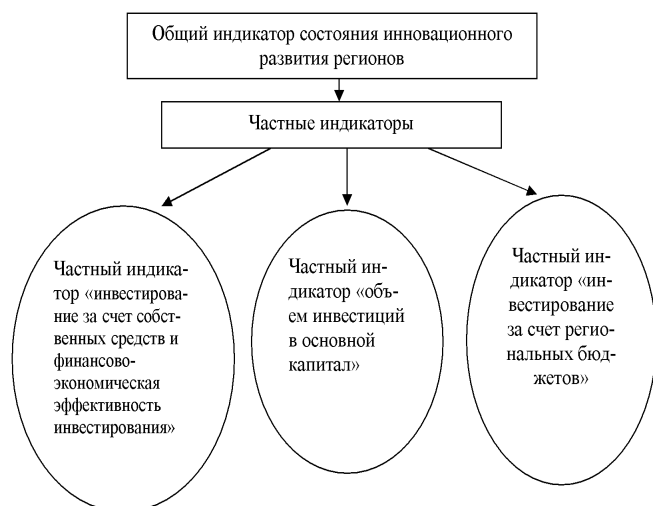 Общий индикатор состояния инновационного
развития регионов
Частные индикаторы
Частный индика-
тор «инвестирова-
ние за счет собст-
венных средств и
финансово-
экономическая
эффективность
инвестирования»
Частный ин-
дикатор «объ-
ем инвестиций
в основной
капитал»
Частный ин-
дикатор «ин-
вестирование
за счет регио-
нальных бюд-
жетов»